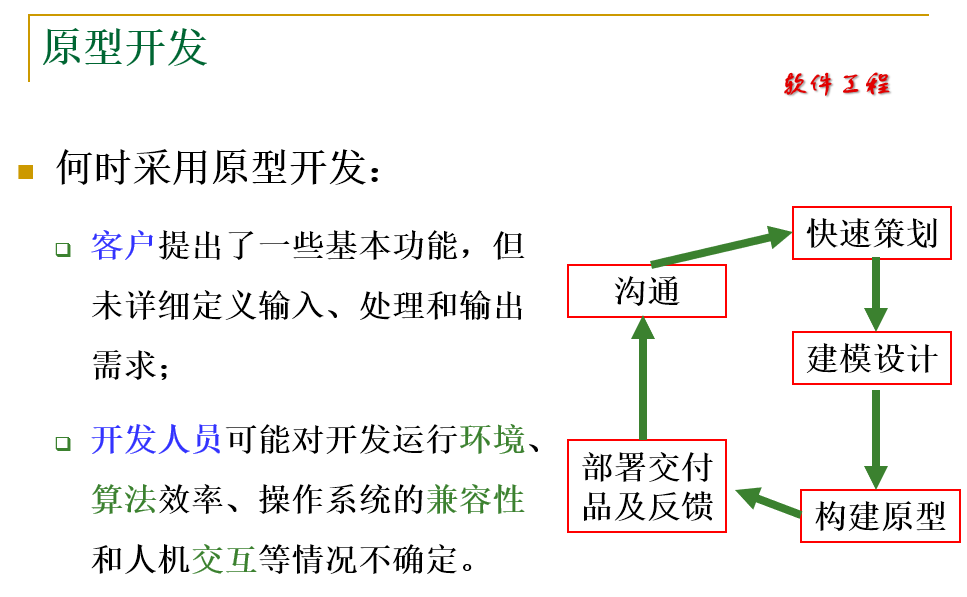 原型开发
软件工程
何时采用原型开发：
客户提出了一些基本功能，但
未详细定义输入、处理和输出
需求；
开发人员可能对开发运行环境、
算法效率、操作系统的兼容性
和人机交互等情况不确定。
快速策划
沟通
建模设计
部署交付
品及反馈
构建原型